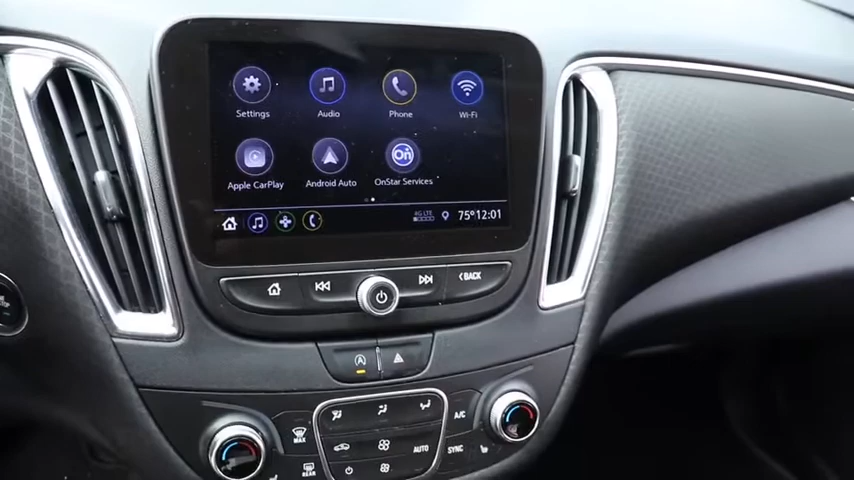 Settings Audio Phone Wi-Fi
Apple CarPlay Android Auto OnStar Services
On
4G LTE 75° 12:01
BACK
A
MAX
A/C
REAR
AUTO
SYNC